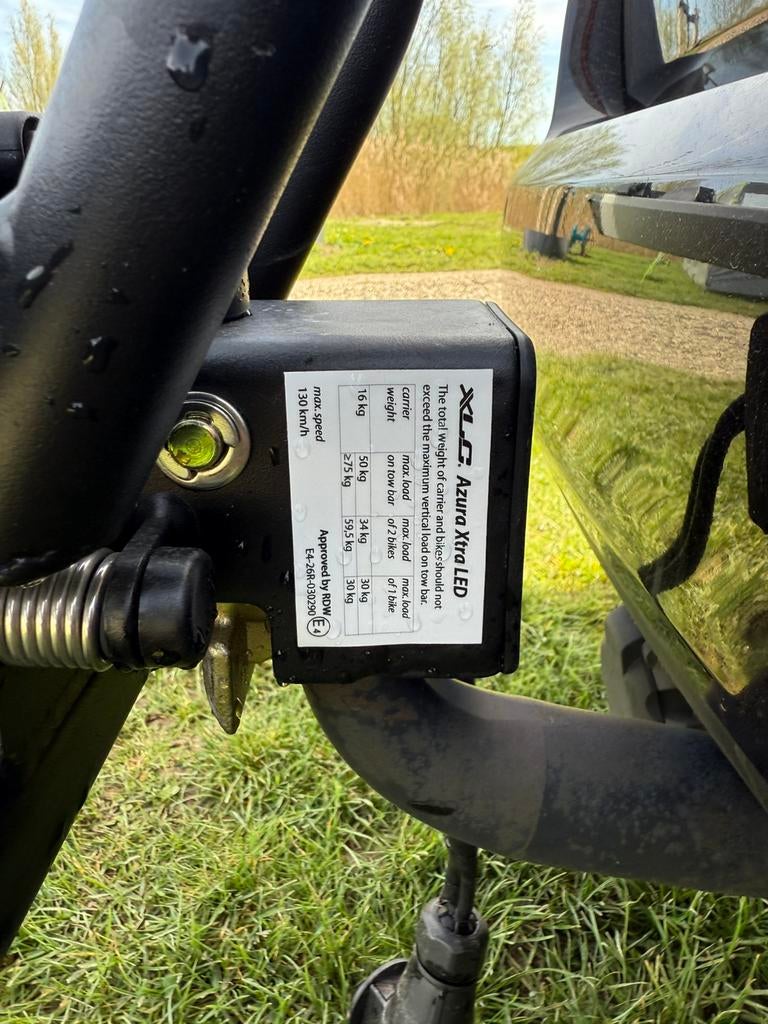 XLC. Azura Xtra LED
The total weight of carrier and bikes should not
exceed the maximum vertical load on tow bar.
carrier weight max. load on tow bar max. load of 2 bikes max. load of 1 bike
16 kg 50 kg 34 kg 30 kg
≥75 kg 59,5 kg 30 kg
max. speed
130 km/h
Approved by RDW
E4-26R-030290 E4